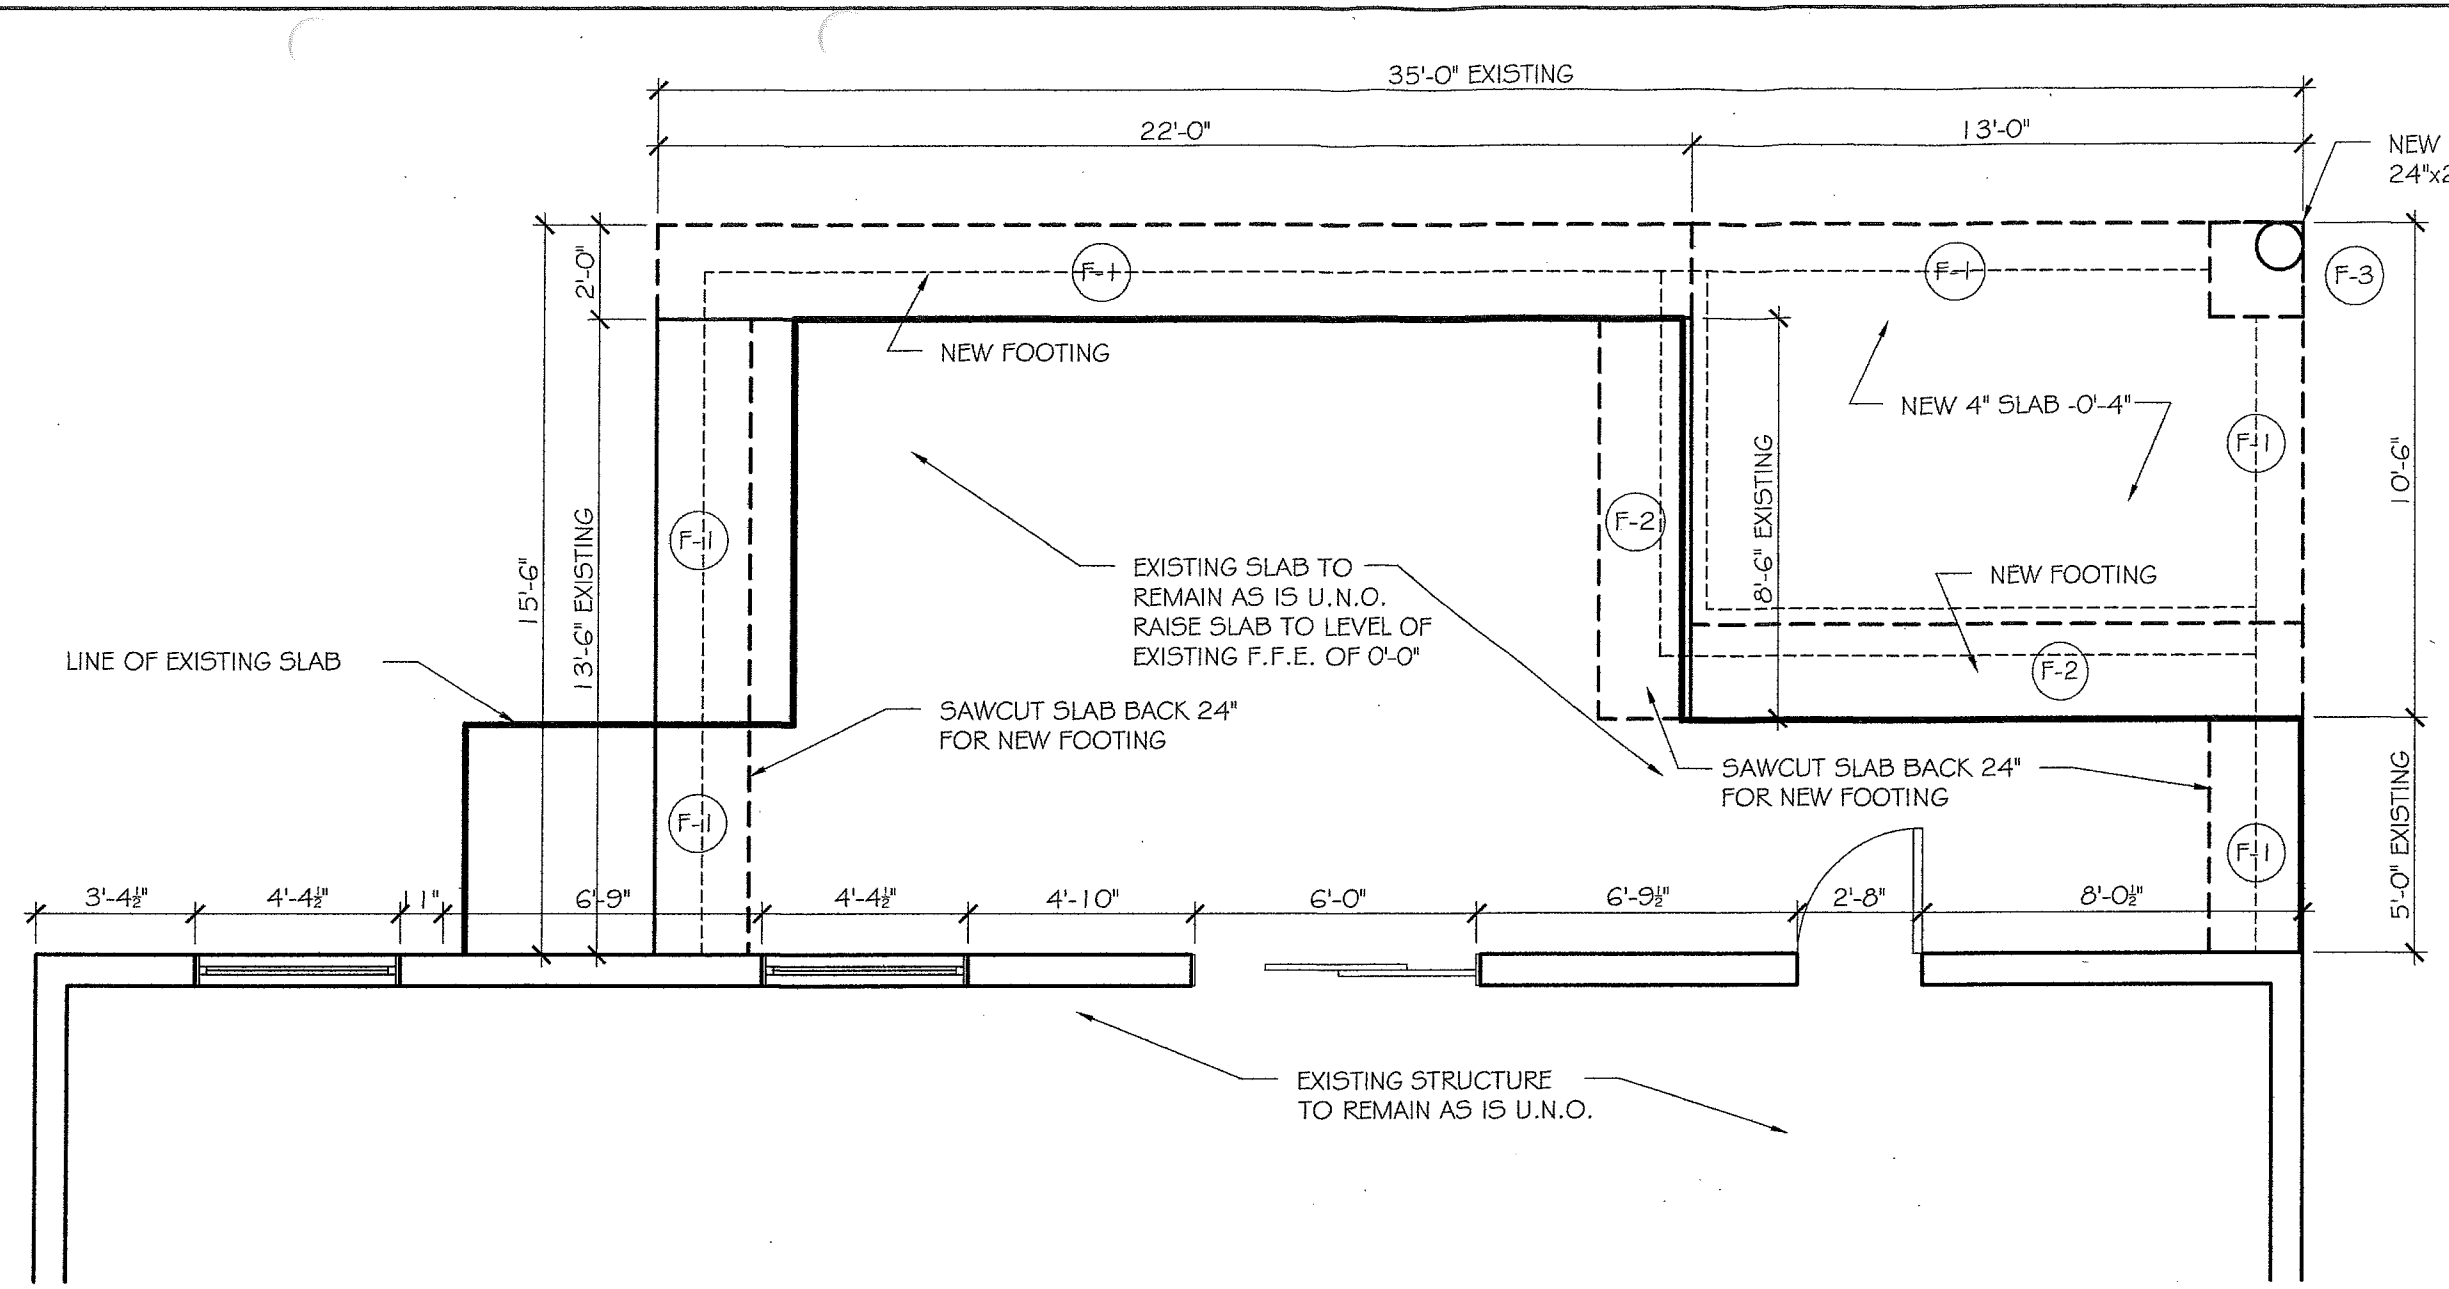 35'-0" EXISTING
22'-0"
13'-0"
NEW
24"x2
2'-0"
F-1
F-1
F-3
NEW FOOTING
NEW 4" SLAB -0'-4"
15'-6"
13'-6" EXISTING
8'-6" EXISTING
10'-6"
F-1
F-1
F-2
EXISTING SLAB TO
REMAIN AS IS U.N.O.
RAISE SLAB TO LEVEL OF
EXISTING F.F.E. OF 0'-0"
NEW FOOTING
LINE OF EXISTING SLAB
F-2
SAWCUT SLAB BACK 24"
FOR NEW FOOTING
SAWCUT SLAB BACK 24"
FOR NEW FOOTING
F-1
F-1
5'-0" EXISTING
3'-4½"
4'-4½"
11"
6'-9"
4'-4½"
4'-10"
6'-0"
6'-9½"
2'-8"
8'-0½"
EXISTING STRUCTURE
TO REMAIN AS IS U.N.O.